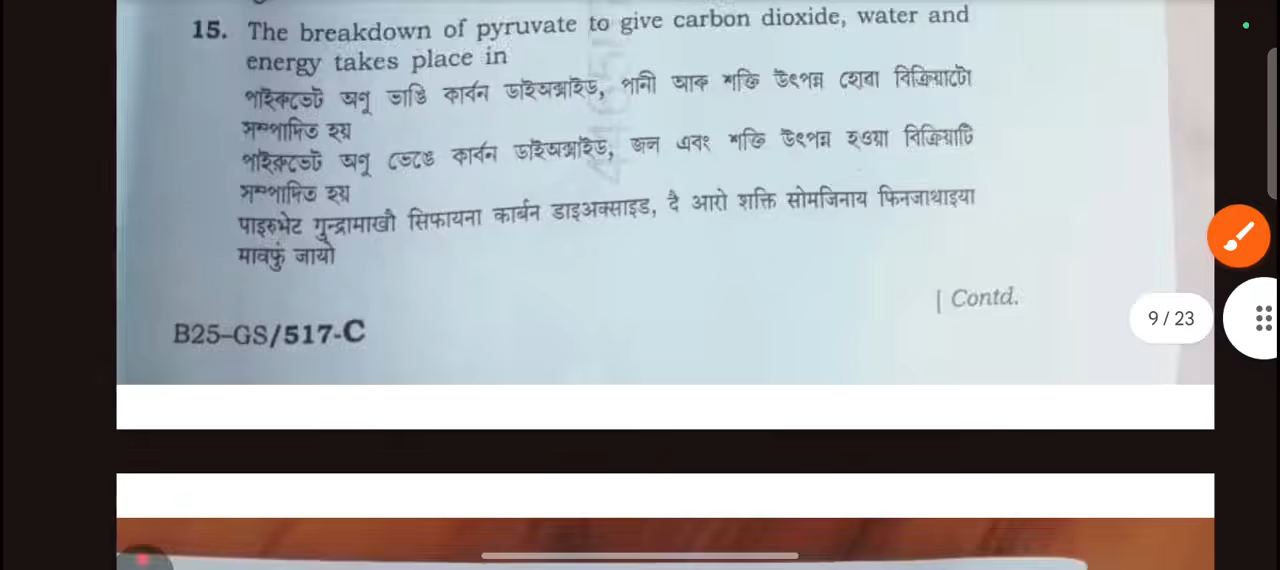 15. The breakdown of pyruvate to give carbon dioxide, water and
energy takes place in
পাইৰুভেট অণু ভাঙি কাৰ্বন ডাইঅক্সাইড, পানী আৰু শক্তি উৎপন্ন হোৱা বিক্ৰিয়াটো
সম্পাদিত হয়
পাইরুভেট অণু ভেঙে কার্বন ডাইঅক্সাইড, জল এবং শক্তি উৎপন্ন হওয়া বিক্রিয়াটি
সম্পাদিত হয়
पाइरुभेट गुन्द्रामाखौ सिफायना कार्बन डाइअक्साइड, दै आरो शक्ति सोमजिनाय फिनजाथाइया
मावफुं जायो
[ Contd.
B25–GS/517-C
9 / 23